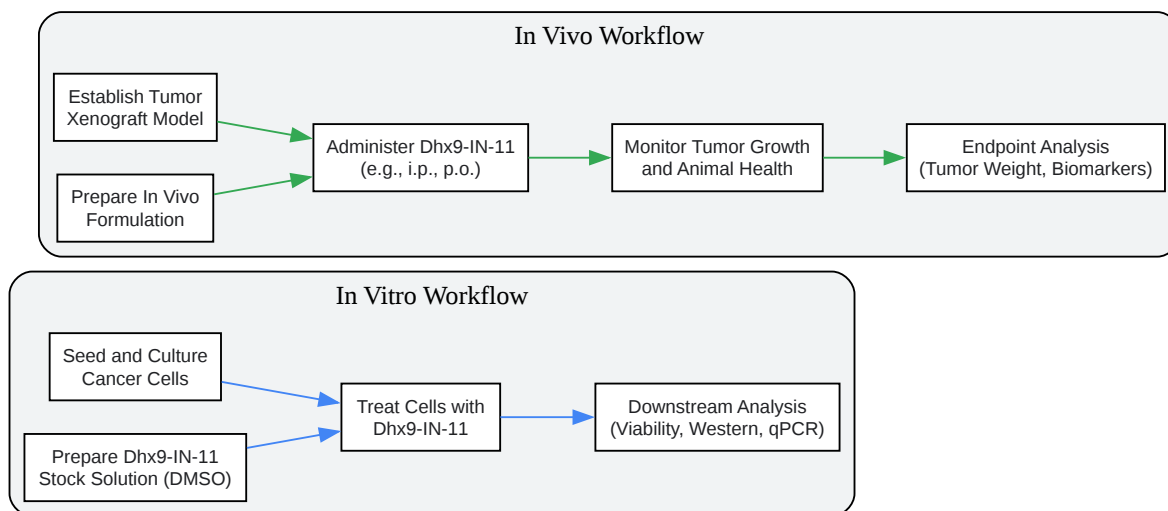 In Vivo Workflow
Establish Tumor
Xenograft Model
Prepare In Vivo
Formulation
Administer Dhx9-IN-11
(e.g., i.p., p.o.)
Monitor Tumor Growth
and Animal Health
Endpoint Analysis
(Tumor Weight, Biomarkers)
In Vitro Workflow
Seed and Culture
Cancer Cells
Prepare Dhx9-IN-11
Stock Solution (DMSO)
Treat Cells with
Dhx9-IN-11
Downstream Analysis
(Viability, Western, qPCR)